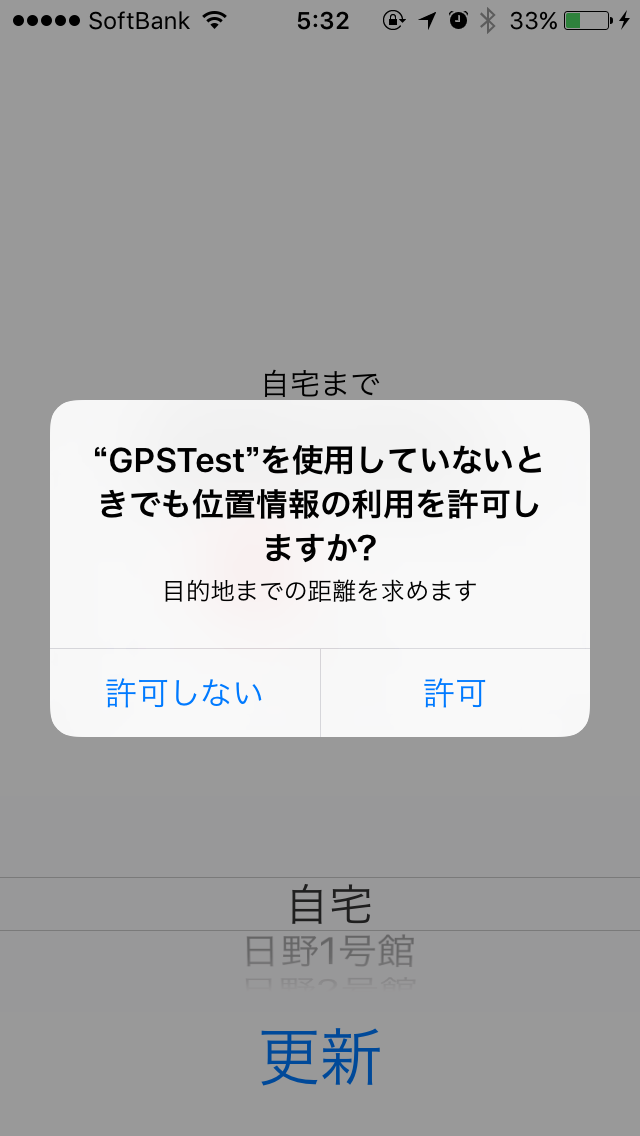 SoftBank 5:32 33%
自宅まで
“GPSTest”を使用していないと
きでも位置情報の利用を許可し
ますか?
目的地までの距離を求めます
許可しない 許可
自宅
日野1号館
更新